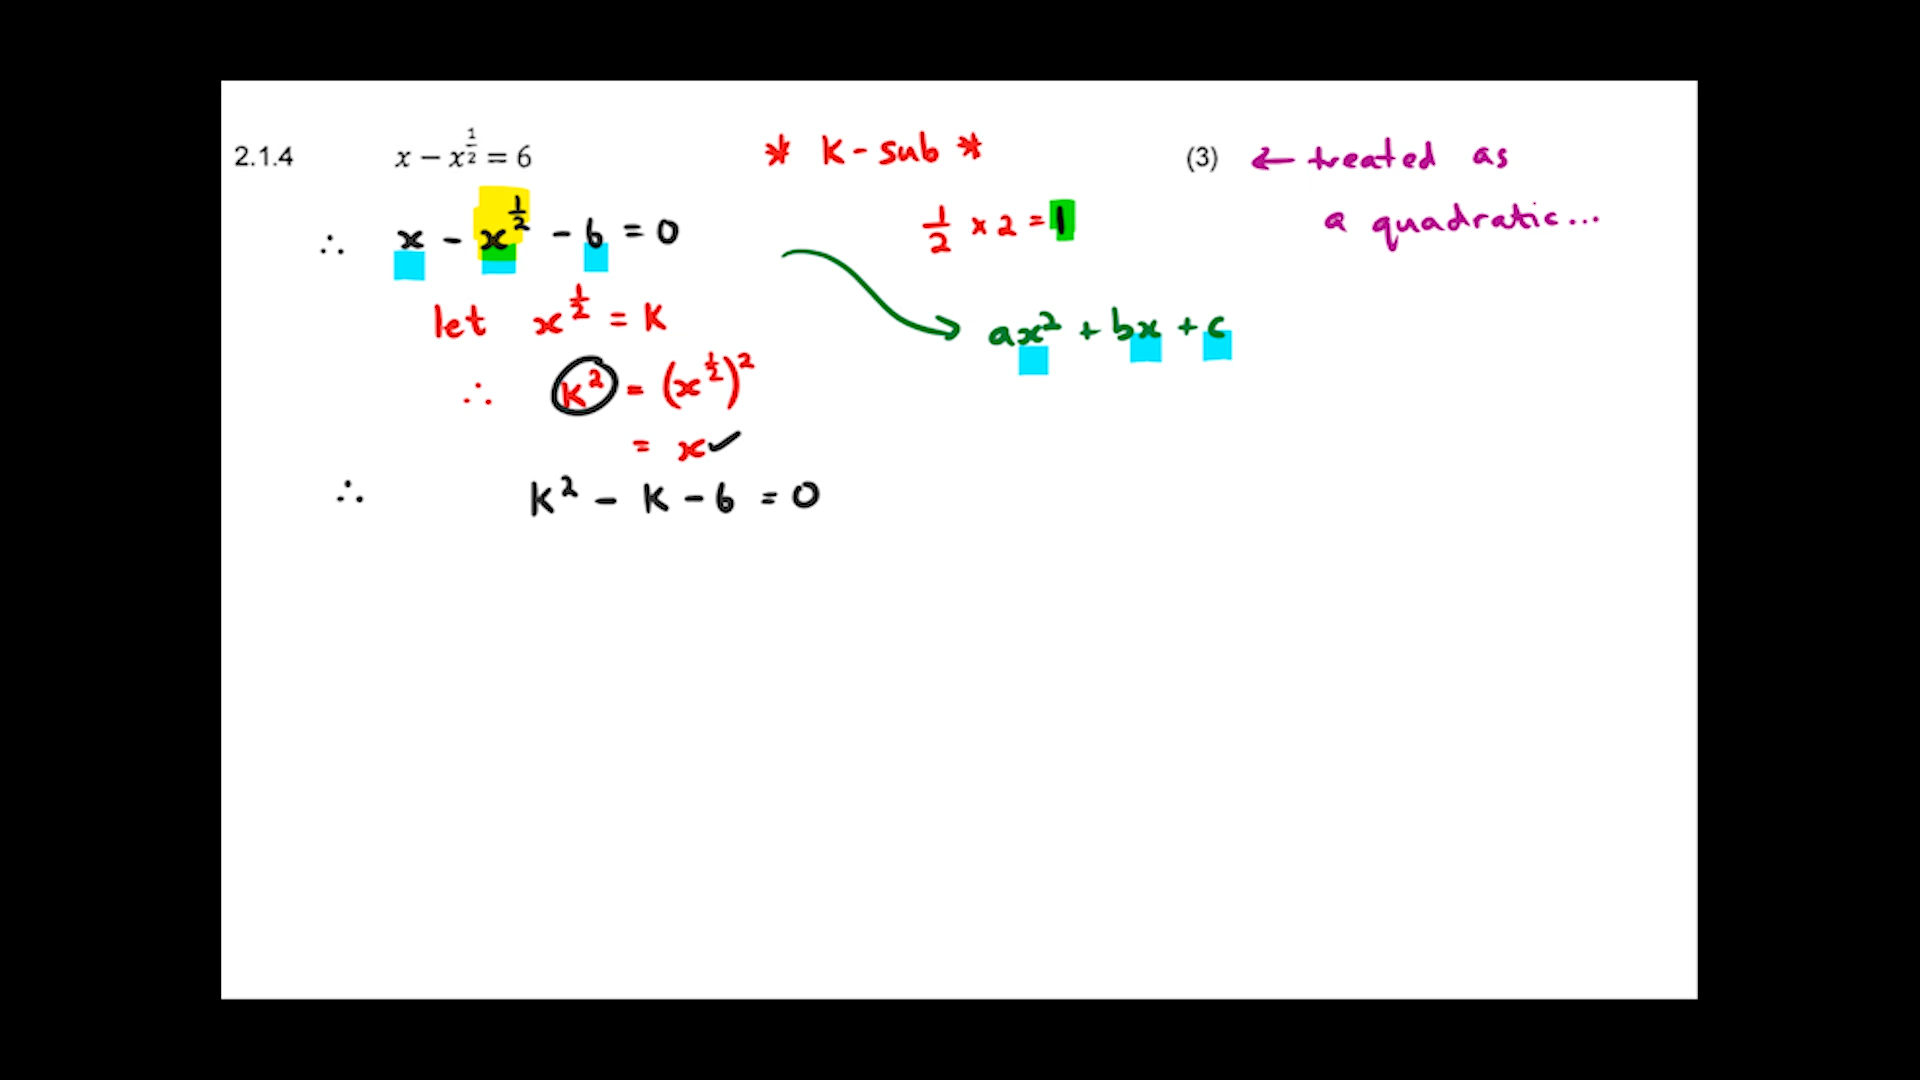 2.1.4 x − x^{1/2} = 6 * K - sub * (3) ← treated as
a quadratic...
∴ x − x^{1/2} − 6 = 0 1/2 × 2 = 1
let x^{1/2} = K ax² + bx + c
∴ K² = (x^{1/2})²
= x ✓
∴ K² − K − 6 = 0